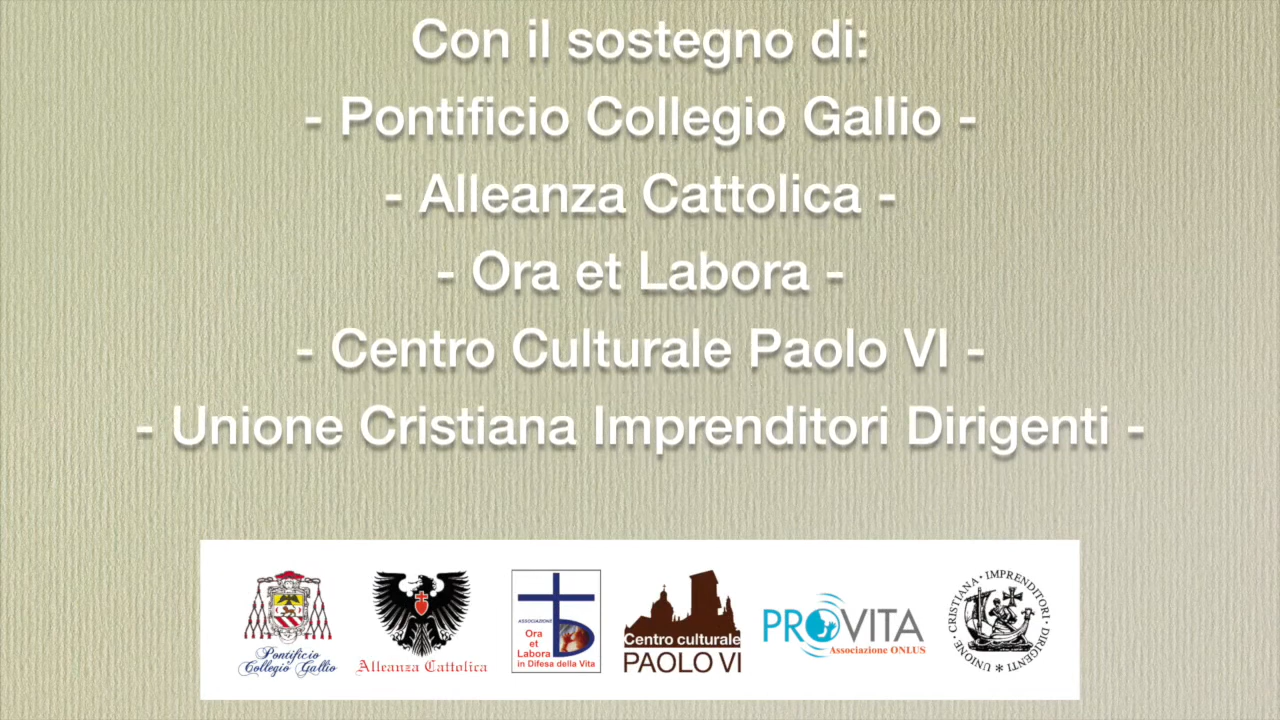 Con il sostegno di:
- Pontificio Collegio Gallio -
- Alleanza Cattolica -
- Ora et Labora -
- Centro Culturale Paolo VI -
- Unione Cristiana Imprenditori Dirigenti -
Pontificio
Collegio Gallio
Alleanza Cattolica
ASSOCIAZIONE
Ora
et
Labora
in Difesa della Vita
Centro culturale
PAOLO VI
PROVITA
Associazione ONLUS
UNIONE · CRISTIANA · IMPRENDITORI · DIRIGENTI *